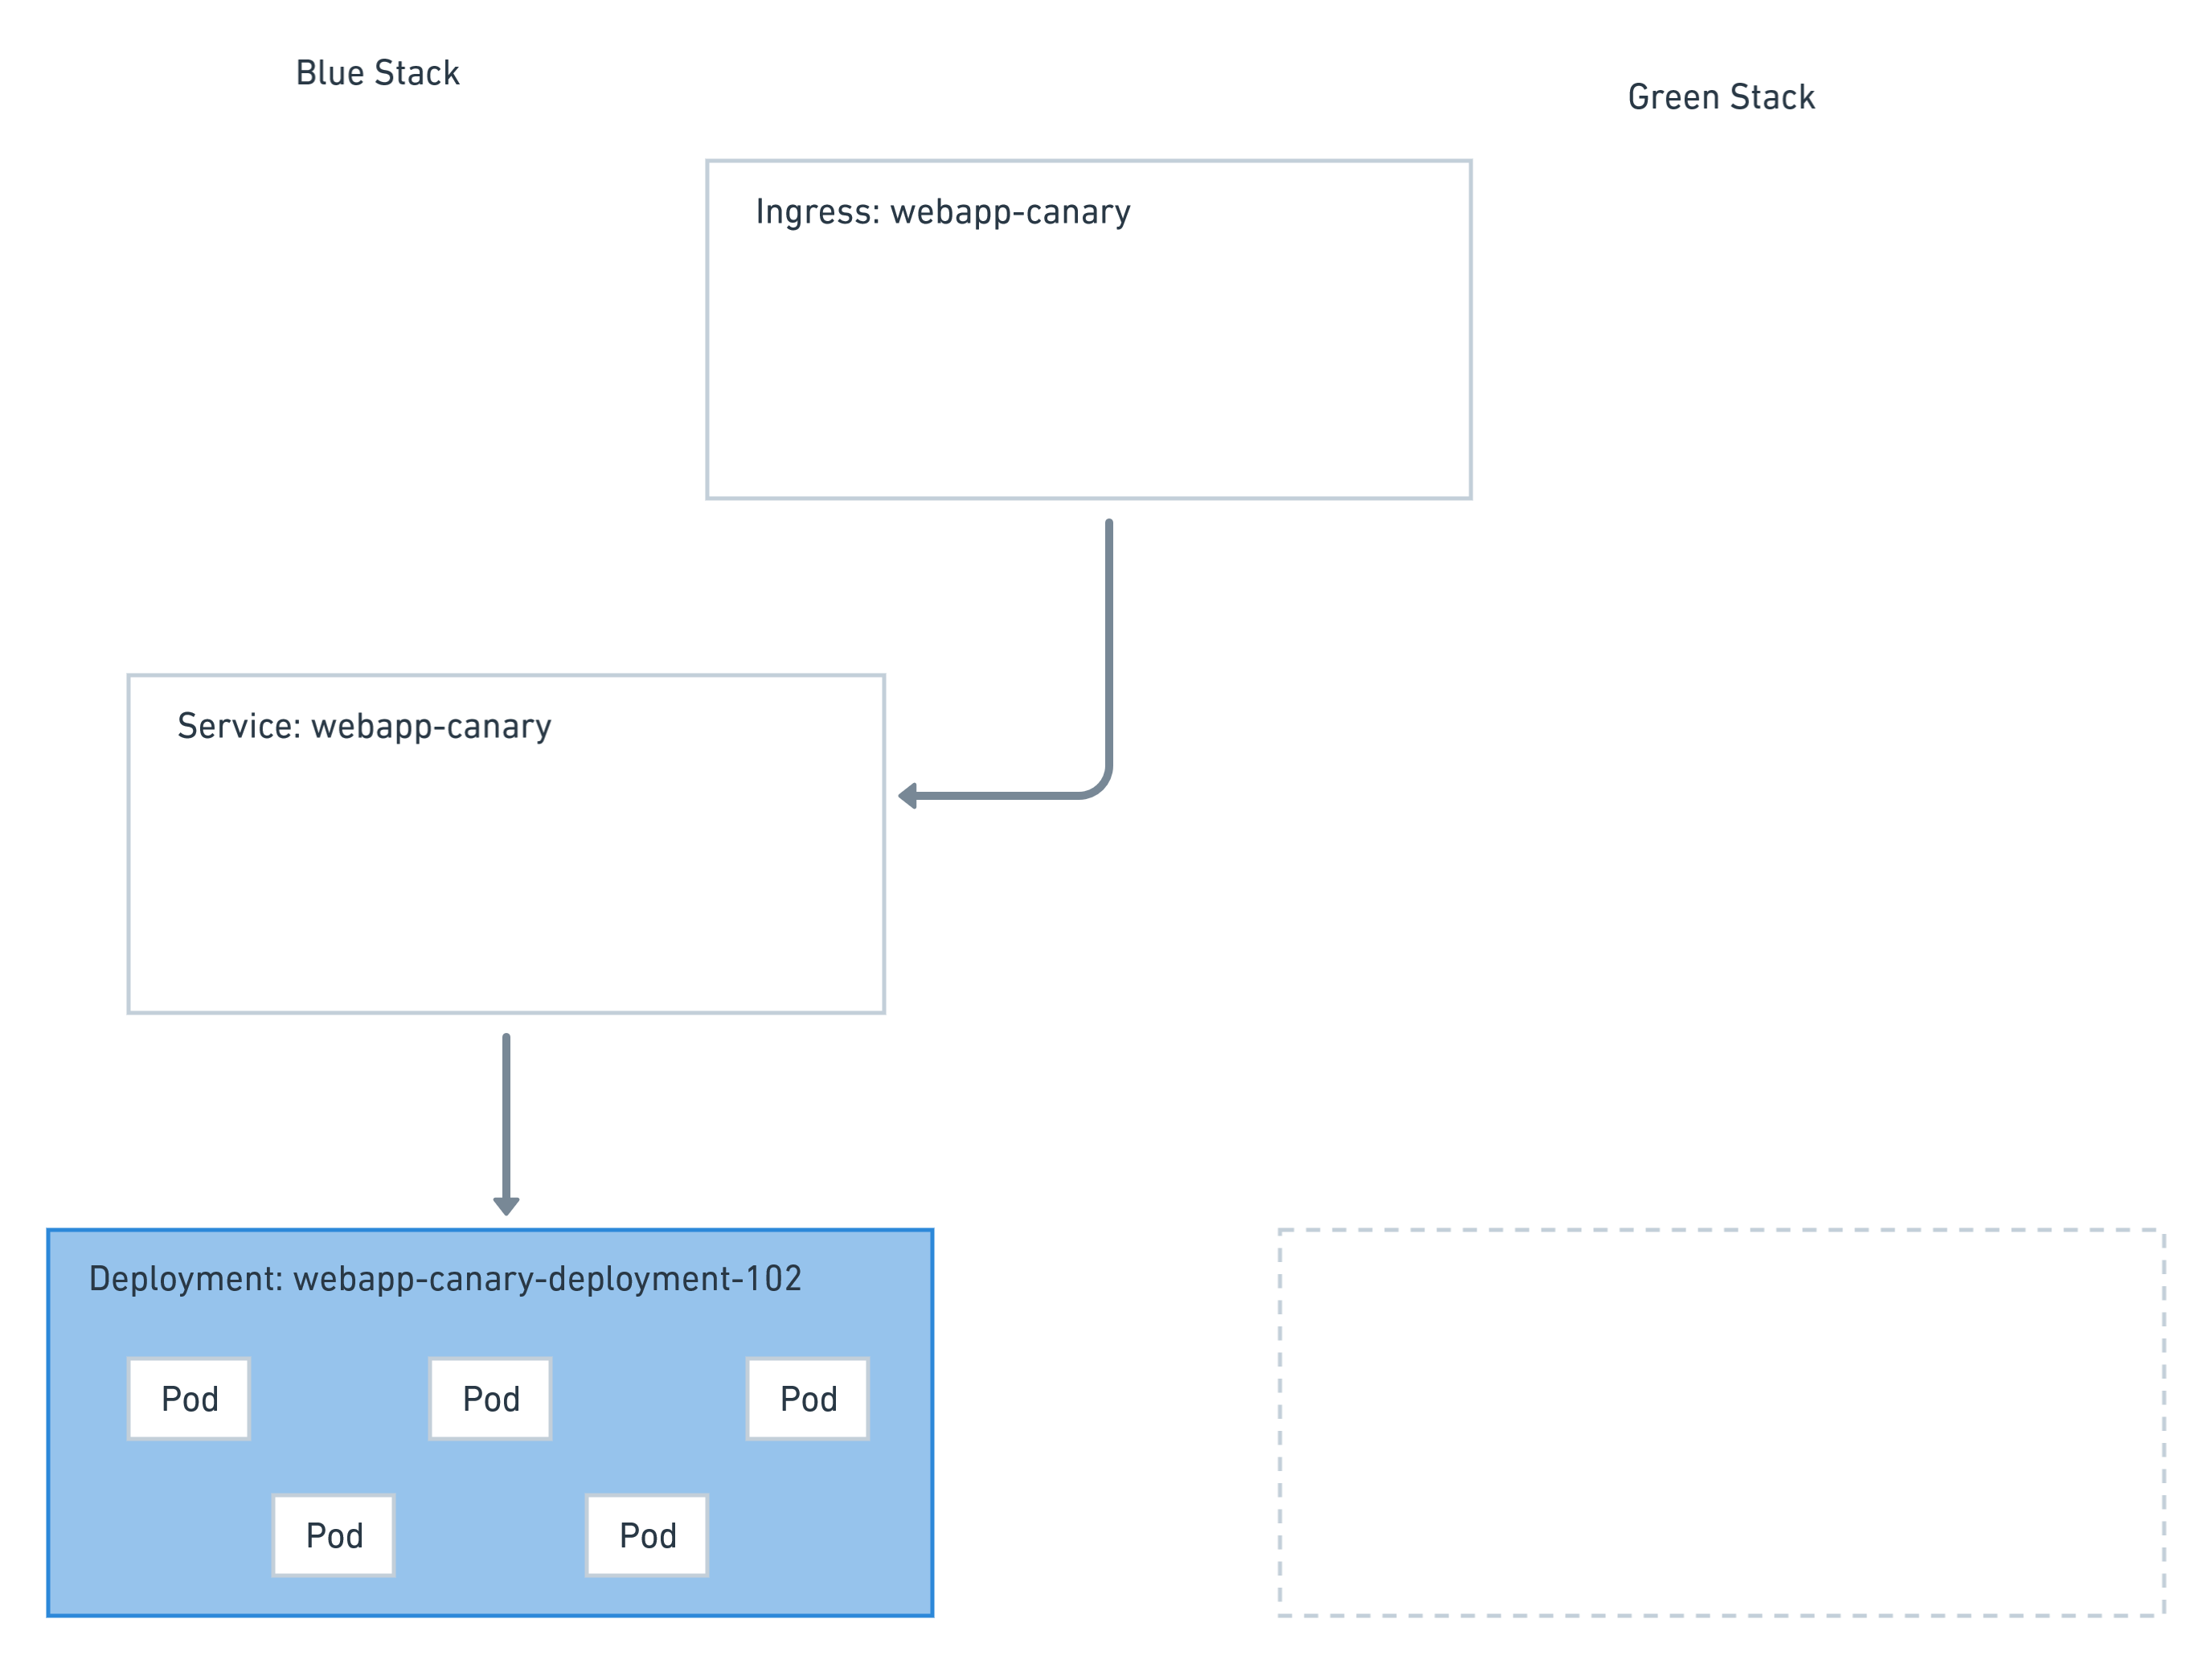 Blue Stack
Green Stack
Ingress: webapp-canary
Service: webapp-canary
Deployment: webapp-canary-deployment-102
Pod
Pod
Pod
Pod
Pod